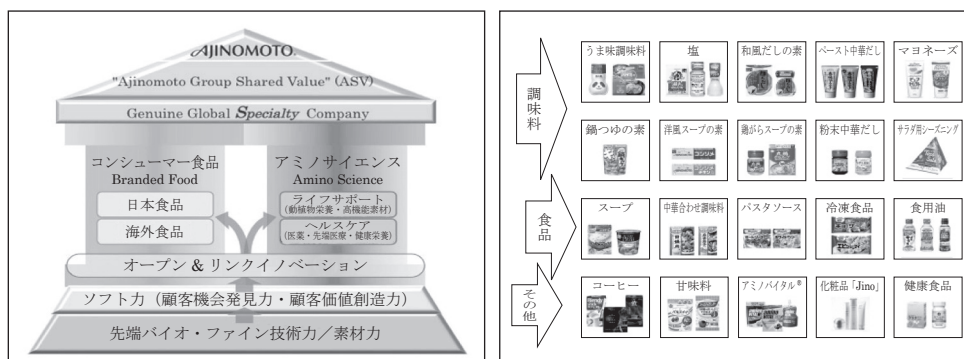 AJINOMOTO®
"Ajinomoto Group Shared Value" (ASV)
Genuine Global Specialty Company
コンシューマー食品
Branded Food
日本食品
海外食品
アミノサイエンス
Amino Science
ライフサポート
(動植物栄養・高機能素材)
ヘルスケア
(医薬・先端医療・健康栄養)
オープン & リンクイノベーション
ソフト力（顧客機会発見力・顧客価値創造力）
先端バイオ・ファイン技術力／素材力
調味料
うま味調味料
塩
和風だしの素
ペースト中華だし
マヨネーズ
鍋つゆの素
洋風スープの素
鶏がらスープの素
粉末中華だし
サラダ用シーズニング
食品
スープ
中華合わせ調味料
パスタソース
冷凍食品
食用油
その他
コーヒー
甘味料
アミノバイタル®
化粧品「Jino」
健康食品